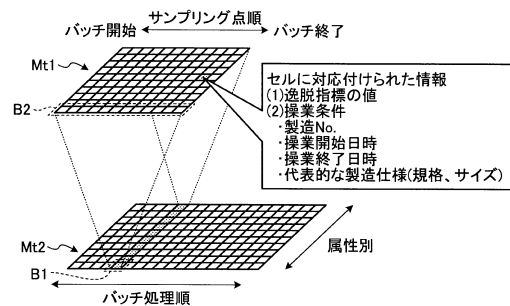 サンプリング点順
バッチ開始
バッチ終了
Mt1
B2
セルに対応付けられた情報
(1)逸脱指標の値
(2)操業条件
・製造No.
・操業開始日時
・操業終了日時
・代表的な製造仕様(規格、サイズ)
Mt2
B1
属性別
バッチ処理順